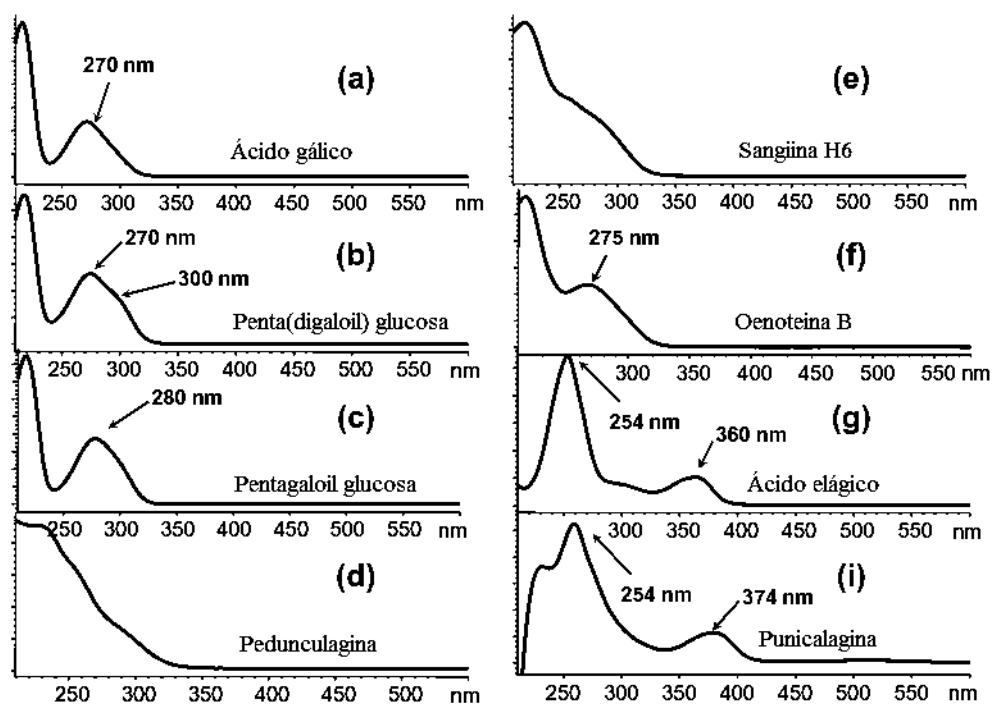 270 nm
(a)
Ácido gálico
250 300 350 400 450 500 550 nm
270 nm
300 nm
(b)
Penta(digaloil) glucosa
250 300 350 400 450 500 550 nm
280 nm
(c)
Pentagaloil glucosa
250 300 350 400 450 500 550 nm
(d)
Pedunculagina
250 300 350 400 450 500 550 nm
(e)
Sangiina H6
250 300 350 400 450 500 550 nm
275 nm
(f)
Oenoteina B
300 350 400 450 500 550 nm
254 nm
360 nm
(g)
Ácido elágico
250 300 350 400 450 500 550 nm
254 nm
374 nm
(i)
Punicalagina
250 300 350 400 450 500 550 nm